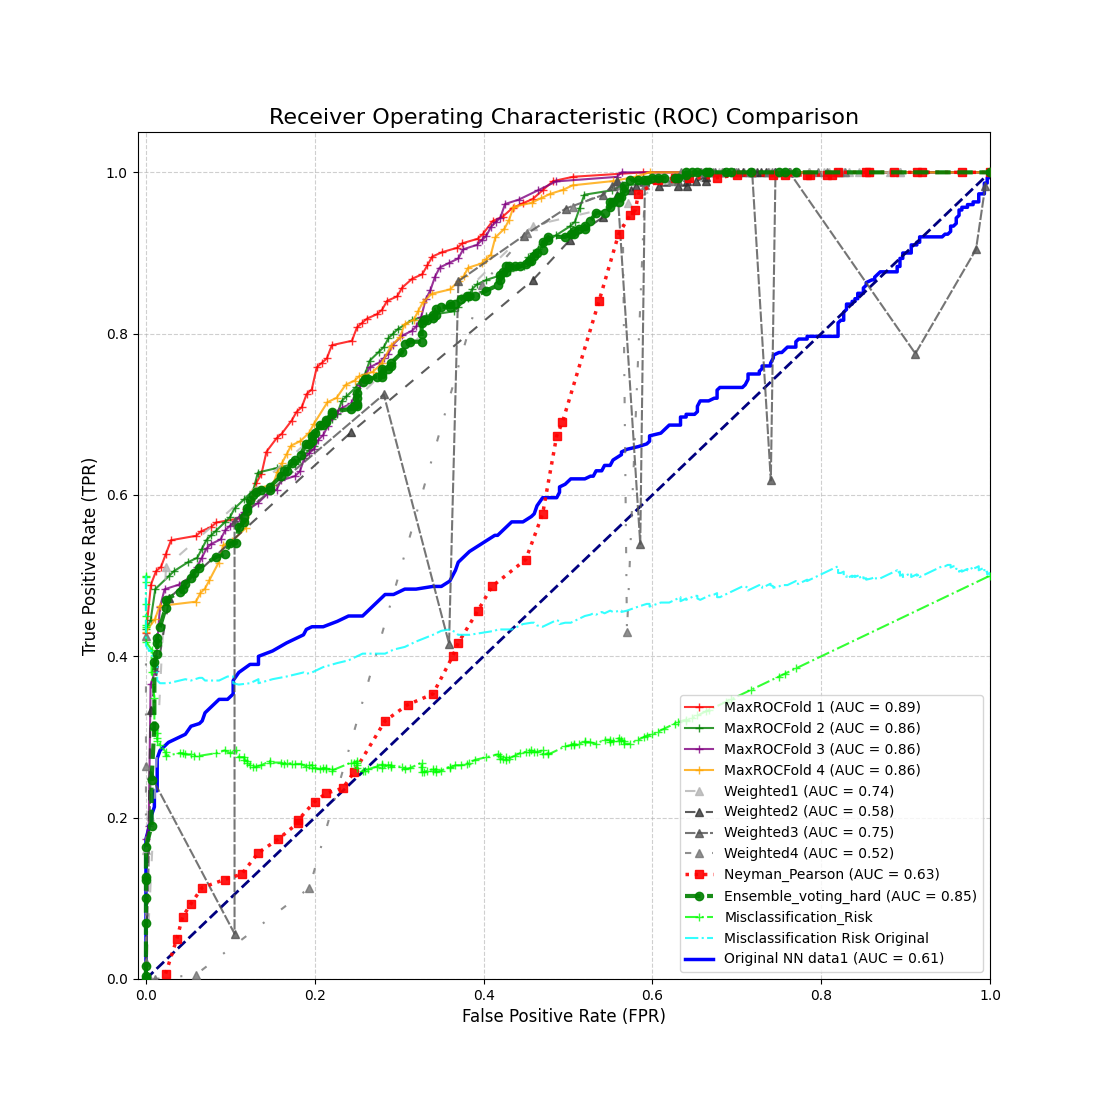 Receiver Operating Characteristic (ROC) Comparison
True Positive Rate (TPR)
1.0
0.8
0.6
0.4
0.2
0.0
MaxROCFold 1 (AUC = 0.89)
MaxROCFold 2 (AUC = 0.86)
MaxROCFold 3 (AUC = 0.86)
MaxROCFold 4 (AUC = 0.86)
Weighted1 (AUC = 0.74)
Weighted2 (AUC = 0.58)
Weighted3 (AUC = 0.75)
Weighted4 (AUC = 0.52)
Neyman_Pearson (AUC = 0.63)
Ensemble_voting_hard (AUC = 0.85)
Misclassification_Risk
Misclassification Risk Original
Original NN data1 (AUC = 0.61)
0.0 0.2 0.4 0.6 0.8 1.0
False Positive Rate (FPR)